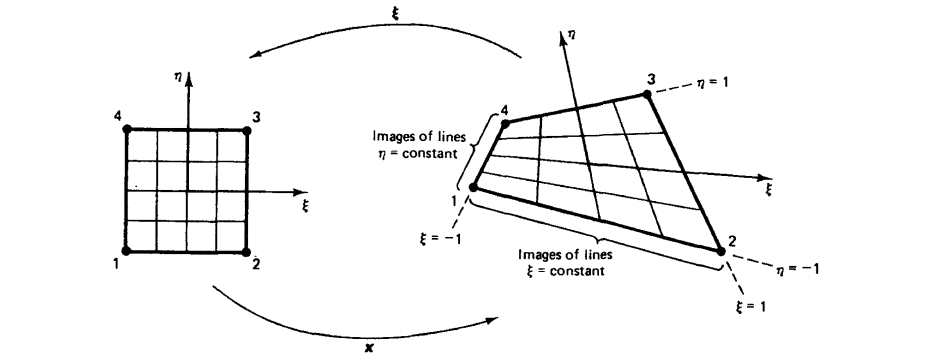 ξ
η
4
3
ξ
1
2
η
3
η = 1
4
Images of lines
η = constant
ξ
1
ξ = −1
2
Images of lines
ξ = constant
η = −1
ξ = 1
x